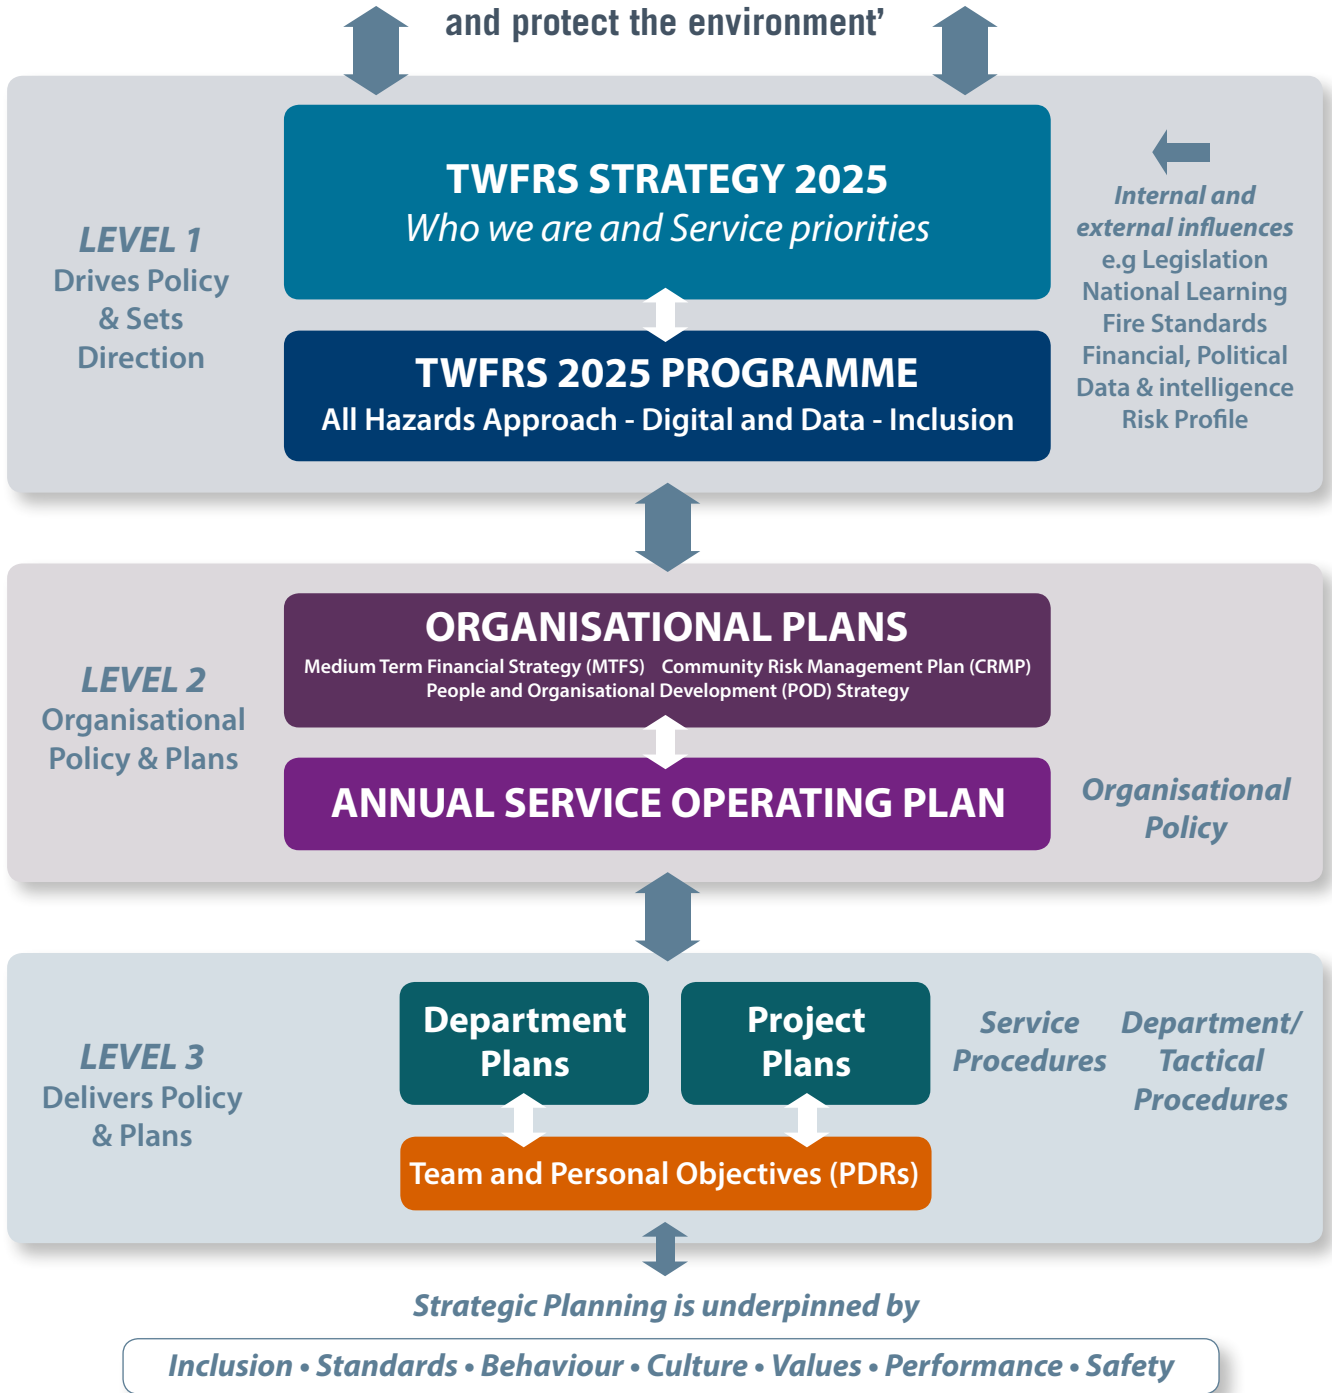 and protect the environment’
LEVEL 1
Drives Policy
& Sets
Direction
TWFRS STRATEGY 2025
Who we are and Service priorities
TWFRS 2025 PROGRAMME
All Hazards Approach - Digital and Data - Inclusion
Internal and
external influences
e.g Legislation
National Learning
Fire Standards
Financial, Political
Data & intelligence
Risk Profile
LEVEL 2
Organisational
Policy & Plans
ORGANISATIONAL PLANS
Medium Term Financial Strategy (MTFS) Community Risk Management Plan (CRMP)
People and Organisational Development (POD) Strategy
ANNUAL SERVICE OPERATING PLAN
Organisational
Policy
LEVEL 3
Delivers Policy
& Plans
Department
Plans
Project
Plans
Team and Personal Objectives (PDRs)
Service
Procedures
Department/
Tactical
Procedures
Strategic Planning is underpinned by
Inclusion • Standards • Behaviour • Culture • Values • Performance • Safety